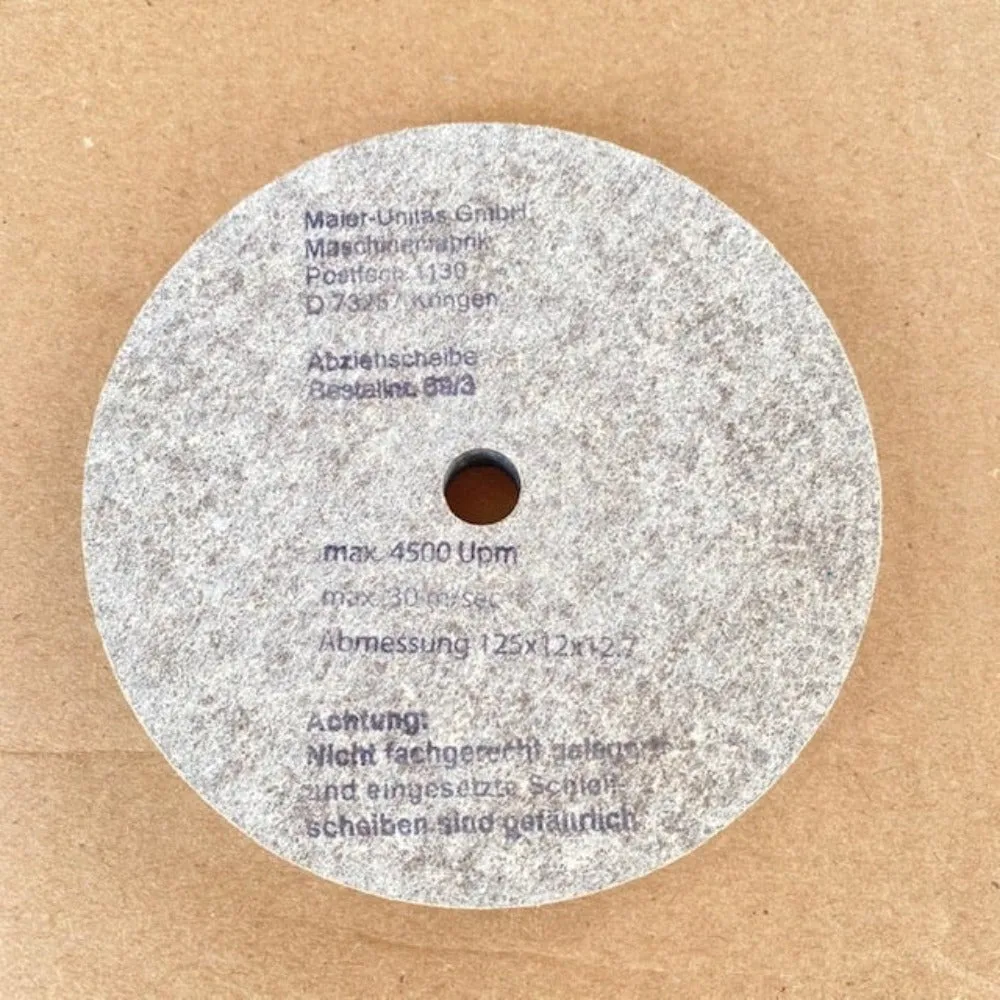 Maier-Unitas GmbH
Maschinenfabrik
Postfach 1130
D 73257 Köngen
Abziehscheibe
Bestellnr. 89/3
max. 4500 Upm
max. 30 m/sec
Abmessung 125x12x12.7
Achtung:
Nicht fachgerecht gelagerte
und eingesetzte Schleif-
scheiben sind gefährlich